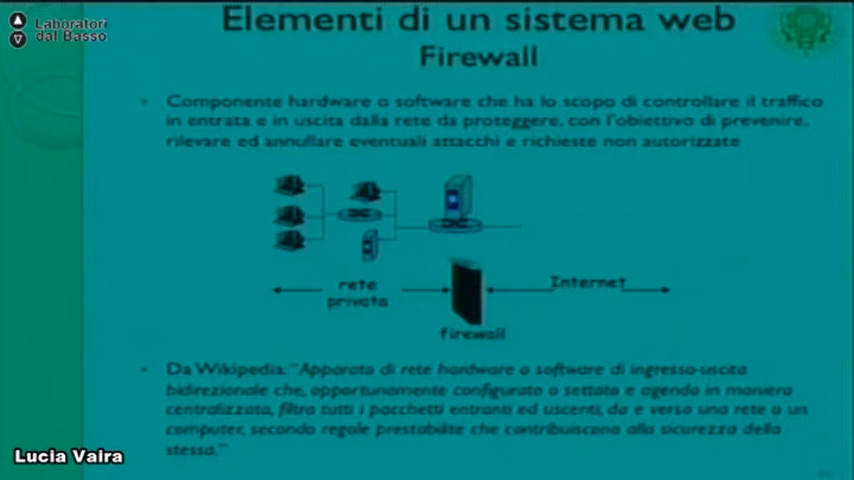 Laboratori
dal Basso
Elementi di un sistema web
Firewall
Componente hardware o software che ha lo scopo di controllare il traffico
in entrata e in uscita dalla rete da proteggere, con l'obiettivo di prevenire,
rilevare ed annullare eventuali attacchi e richieste non autorizzate
rete
privata
Internet
firewall
Da Wikipedia: "Apparato di rete hardware o software di ingresso-uscita
bidirezionale che, opportunamente configurato o settato e agendo in maniera
centralizzata, filtra tutti i pacchetti entranti ed uscenti, da e verso una rete o un
computer, secondo regole prestabilite che contribuiscono alla sicurezza della
stessa."
Lucia Vaira